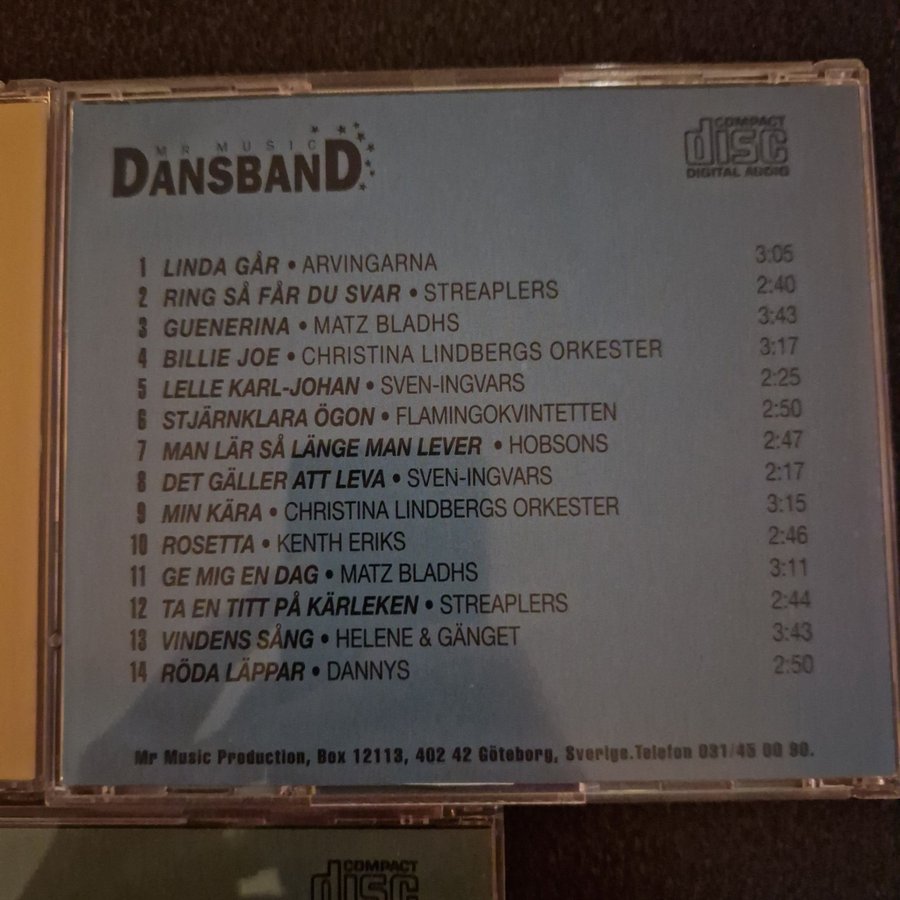 MR MUSIC
DANSBAND
COMPACT
disc
DIGITAL AUDIO
1 LINDA GÅR • ARVINGARNA 3:05
2 RING SÅ FÅR DU SVAR • STREAPLERS 2:40
3 GUENERINA • MATZ BLADHS 3:43
4 BILLIE JOE • CHRISTINA LINDBERGS ORKESTER 3:17
5 LELLE KARL-JOHAN • SVEN-INGVARS 2:25
6 STJÄRNKLARA ÖGON • FLAMINGOKVINTETTEN 2:50
7 MAN LÄR SÅ LÄNGE MAN LEVER • HOBSONS 2:47
8 DET GÄLLER ATT LEVA • SVEN-INGVARS 2:17
9 MIN KÄRA • CHRISTINA LINDBERGS ORKESTER 3:15
10 ROSETTA • KENTH ERIKS 2:46
11 GE MIG EN DAG • MATZ BLADHS 3:11
12 TA EN TITT PÅ KÄRLEKEN • STREAPLERS 2:44
13 VINDENS SÅNG • HELENE & GÄNGET 3:43
14 RÖDA LÄPPAR • DANNYS 2:50
Mr Music Production, Box 12113, 402 42 Göteborg, Sverige.Telefon 031/45 00 90.
COMPACT
disc